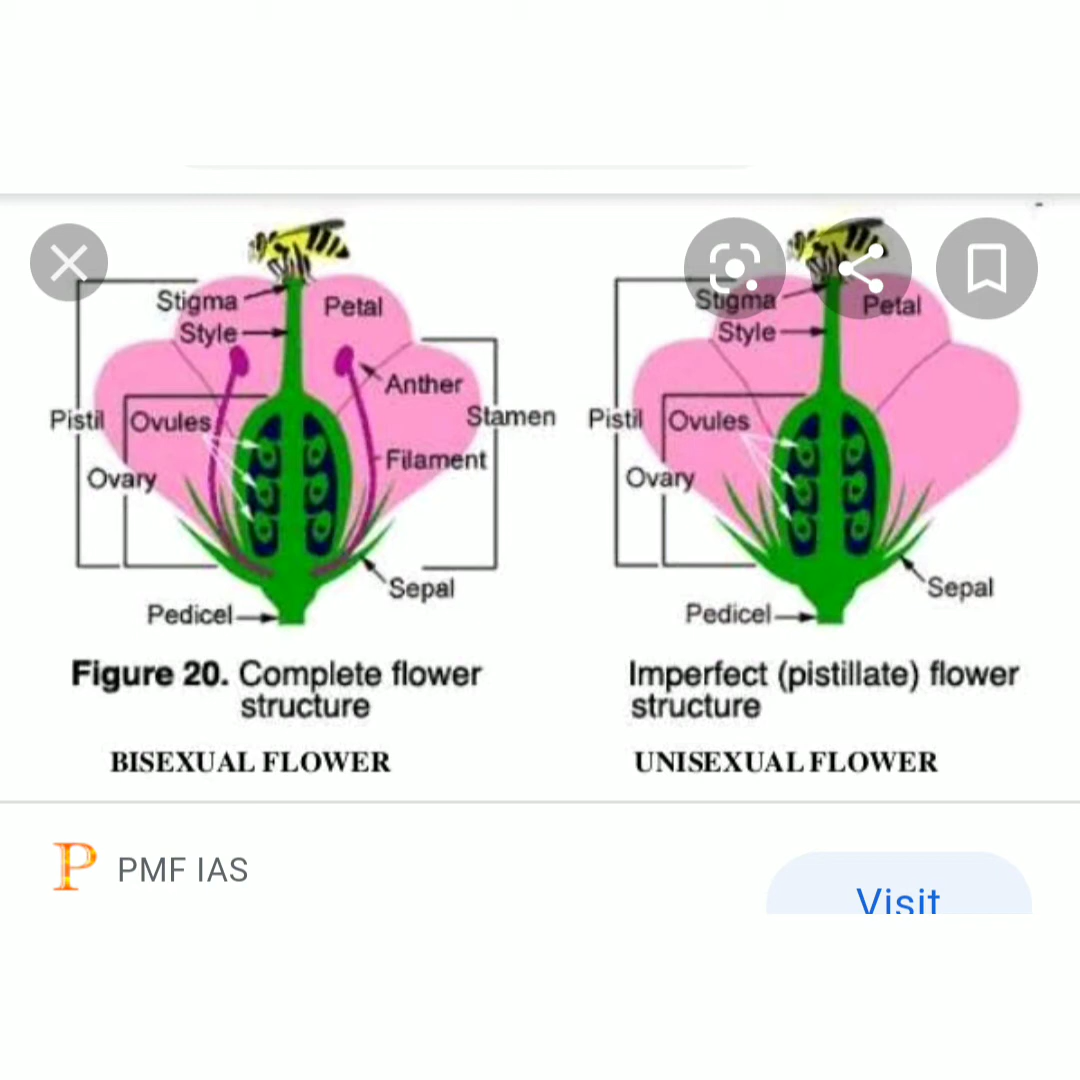 Stigma
Petal
Style
Anther
Pistil
Ovules
Stamen
Filament
Ovary
Sepal
Pedicel
Figure 20. Complete flower
structure
BISEXUAL FLOWER
Stigma
Petal
Style
Pistil
Ovules
Ovary
Sepal
Pedicel
Imperfect (pistillate) flower
structure
UNISEXUAL FLOWER
P PMF IAS
Visit